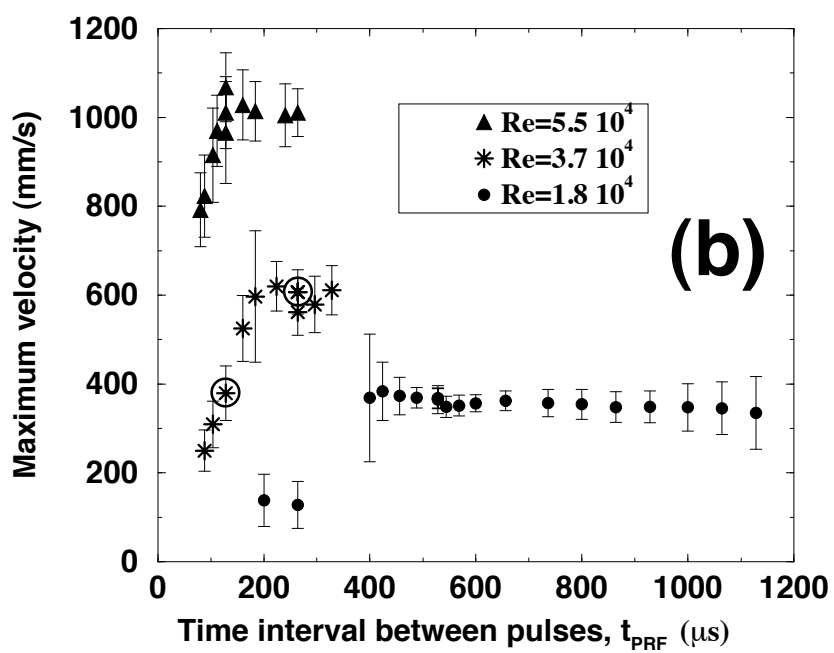 1200
1000
800
600
400
200
0
Maximum velocity (mm/s)
Re=5.5 10⁴
Re=3.7 10⁴
Re=1.8 10⁴
(b)
0 200 400 600 800 1000 1200
Time interval between pulses, t_PRF (μs)